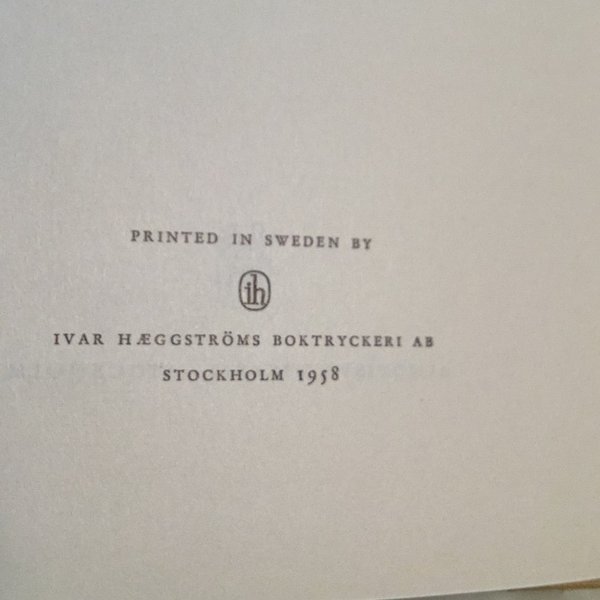 PRINTED IN SWEDEN BY
ih
IVAR HÆGGSTRÖMS BOKTRYCKERI AB
STOCKHOLM 1958